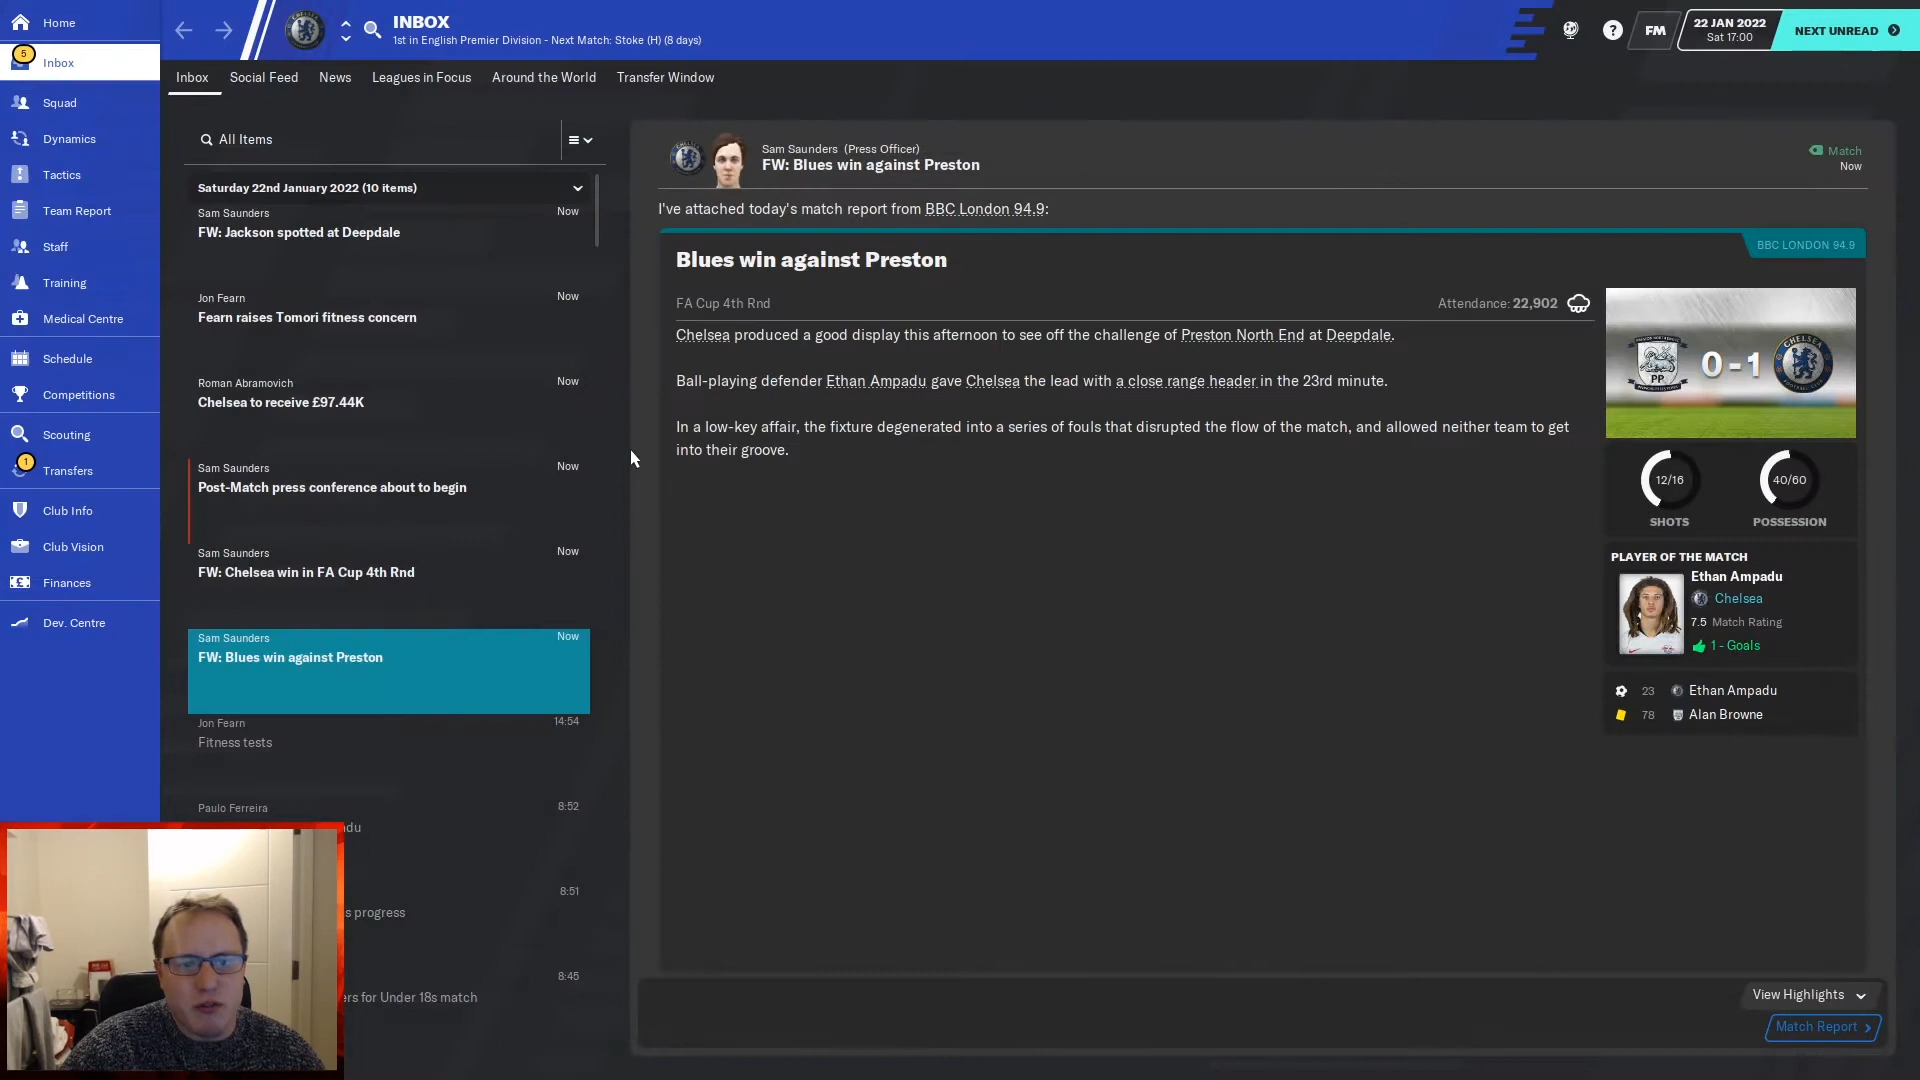 Home
5
Inbox
Squad
Dynamics
Tactics
Team Report
Staff
Training
Medical Centre
Schedule
Competitions
Scouting
1
Transfers
Club Info
Club Vision
Finances
Dev. Centre
INBOX
1st in English Premier Division - Next Match: Stoke (H) (8 days)
?
FM
22 JAN 2022
Sat 17:00
NEXT UNREAD
Inbox
Social Feed
News
Leagues in Focus
Around the World
Transfer Window
All Items
Saturday 22nd January 2022 (10 items)
Sam Saunders Now
FW: Jackson spotted at Deepdale
Jon Fearn Now
Fearn raises Tomori fitness concern
Roman Abramovich Now
Chelsea to receive £97.44K
Sam Saunders Now
Post-Match press conference about to begin
Sam Saunders Now
FW: Chelsea win in FA Cup 4th Rnd
Sam Saunders Now
FW: Blues win against Preston
Jon Fearn 14:54
Fitness tests
Paulo Ferreira 8:52
du
8:51
s progress
8:45
ers for Under 18s match
Sam Saunders (Press Officer)
FW: Blues win against Preston
Match
Now
I've attached today's match report from BBC London 94.9:
BBC LONDON 94.9
Blues win against Preston
FA Cup 4th Rnd
Attendance: 22,902
Chelsea produced a good display this afternoon to see off the challenge of Preston North End at Deepdale.
Ball-playing defender Ethan Ampadu gave Chelsea the lead with a close range header in the 23rd minute.
In a low-key affair, the fixture degenerated into a series of fouls that disrupted the flow of the match, and allowed neither team to get
into their groove.
PP
0 - 1
CHELSEA
12/16
SHOTS
40/60
POSSESSION
PLAYER OF THE MATCH
Ethan Ampadu
Chelsea
7.5 Match Rating
1 - Goals
23 Ethan Ampadu
78 Alan Browne
View Highlights
Match Report